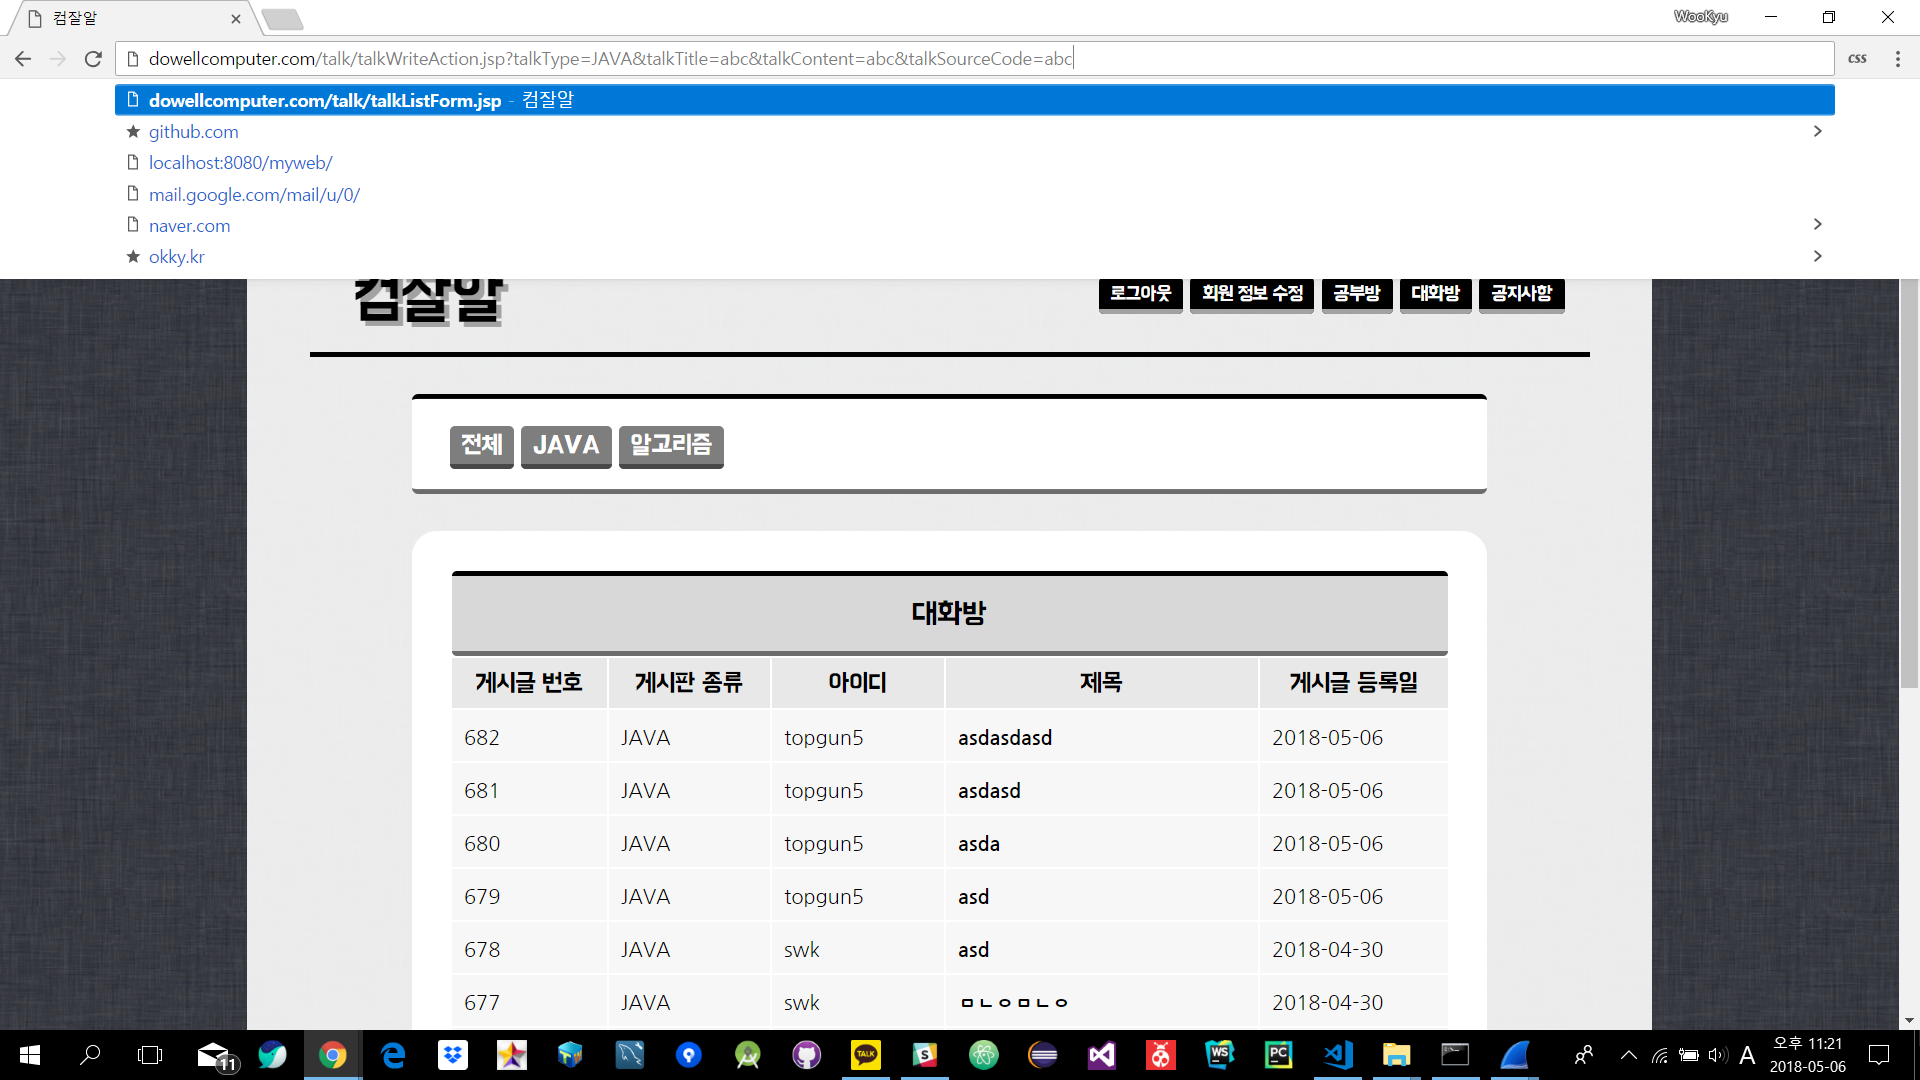 컴잘알
WooKyu
dowellcomputer.com/talk/talkWriteAction.jsp?talkType=JAVA&talkTitle=abc&talkContent=abc&talkSourceCode=abc
css
dowellcomputer.com/talk/talkListForm.jsp - 컴잘알
github.com
localhost:8080/myweb/
mail.google.com/mail/u/0/
naver.com
okky.kr
컴잘알
로그아웃 회원 정보 수정 공부방 대화방 공지사항
전체 JAVA 알고리즘
대화방
게시글 번호 게시판 종류 아이디 제목 게시글 등록일
682 JAVA topgun5 asdasdasd 2018-05-06
681 JAVA topgun5 asdasd 2018-05-06
680 JAVA topgun5 asda 2018-05-06
679 JAVA topgun5 asd 2018-05-06
678 JAVA swk asd 2018-04-30
677 JAVA swk ㅁㄴㅇㅁㄴㅇ 2018-04-30
11
TALK
S
WS
PC
A
오후 11:21
2018-05-06